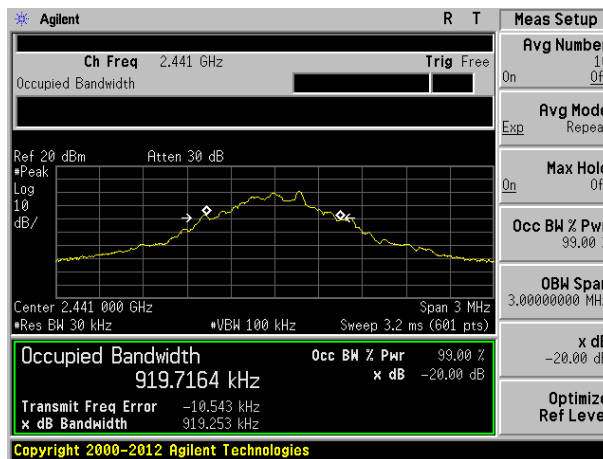 Agilent R T
Ch Freq 2.441 GHz Trig Free
Occupied Bandwidth
Ref 20 dBm Atten 30 dB
#Peak
Log
10
dB/
Center 2.441 000 GHz Span 3 MHz
#Res BW 30 kHz #VBW 100 kHz Sweep 3.2 ms (601 pts)
Occupied Bandwidth
919.7164 kHz
Occ BW % Pwr 99.00 %
x dB -20.00 dB
Transmit Freq Error -10.543 kHz
x dB Bandwidth 919.253 kHz
Copyright 2000-2012 Agilent Technologies
Meas Setup
Avg Number
On
Avg Mode
Exp Repea
Max Hold
On
Occ BW % Pwr
99.00
OBW Span
3.00000000 MH
x dB
-20.00 dB
Optimize
Ref Leve